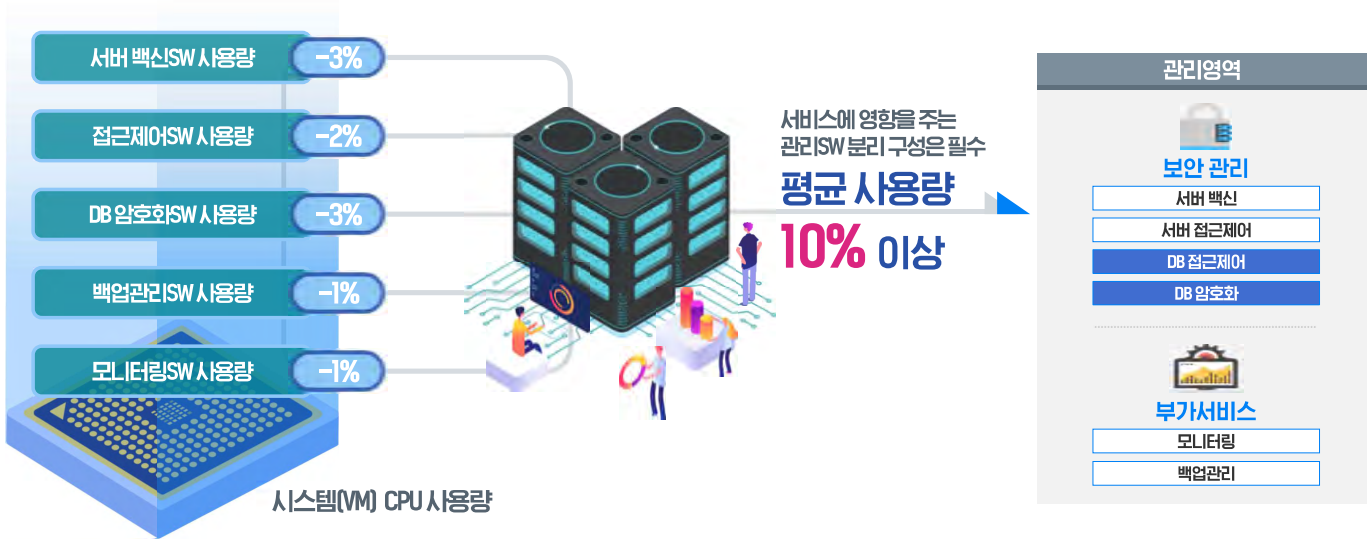 서버 백신SW 사용량
-3%
접근제어SW 사용량
-2%
DB 암호화SW 사용량
-3%
백업관리SW 사용량
-1%
모니터링SW 사용량
-1%
시스템(VM) CPU 사용량
서비스에 영향을 주는
관리SW 분리 구성은 필수
평균 사용량
10% 이상
관리영역
보안 관리
서버 백신
서버 접근제어
DB 접근제어
DB 암호화
부가서비스
모니터링
백업관리